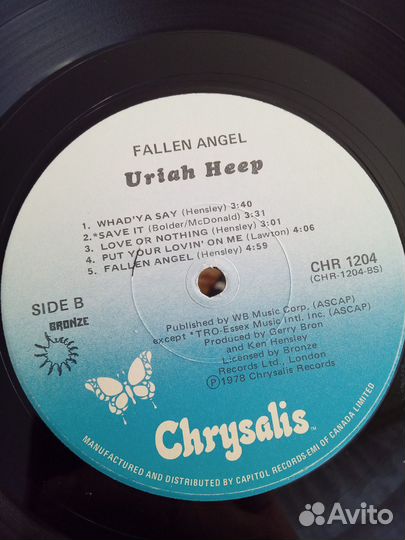 FALLEN ANGEL
Uriah Heep
1. WHAD'YA SAY (Hensley) 3:40
2. *SAVE IT (Bolder/McDonald) 3:31
3. LOVE OR NOTHING (Hensley) 3:01
4. PUT YOUR LOVIN' ON ME (Lawton) 4:06
5. FALLEN ANGEL (Hensley) 4:59
SIDE B
BRONZE
CHR 1204
(CHR-1204-BS)
Published by WB Music Corp. (ASCAP)
except *TRO-Essex Music Intl. Inc. (ASCAP)
Produced by Gerry Bron
and Ken Hensley
Licensed by Bronze
Records Ltd., London
Ⓟ 1978 Chrysalis Records
Chrysalis™
MANUFACTURED AND DISTRIBUTED BY CAPITOL RECORDS-EMI OF CANADA LIMITED
Avito